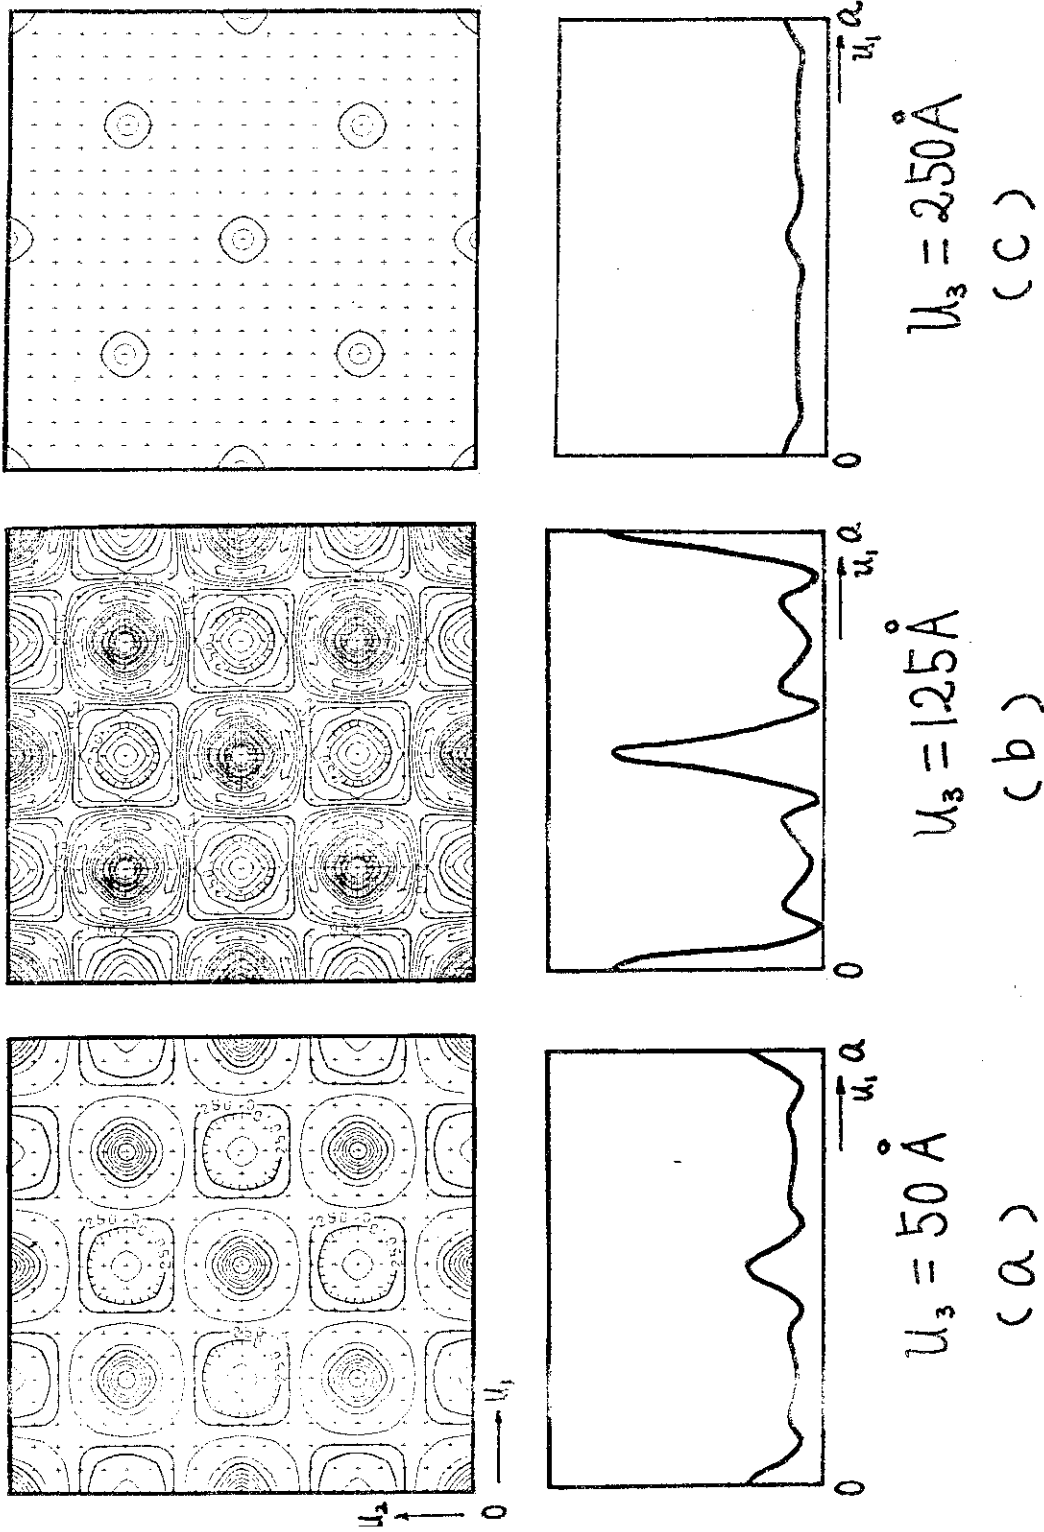 U₂
0 U₁
0 U₁ a
U₃ = 50 Å
(a)
0 U₁ a
U₃ = 125 Å
(b)
0 U₁ a
U₃ = 250 Å
(c)